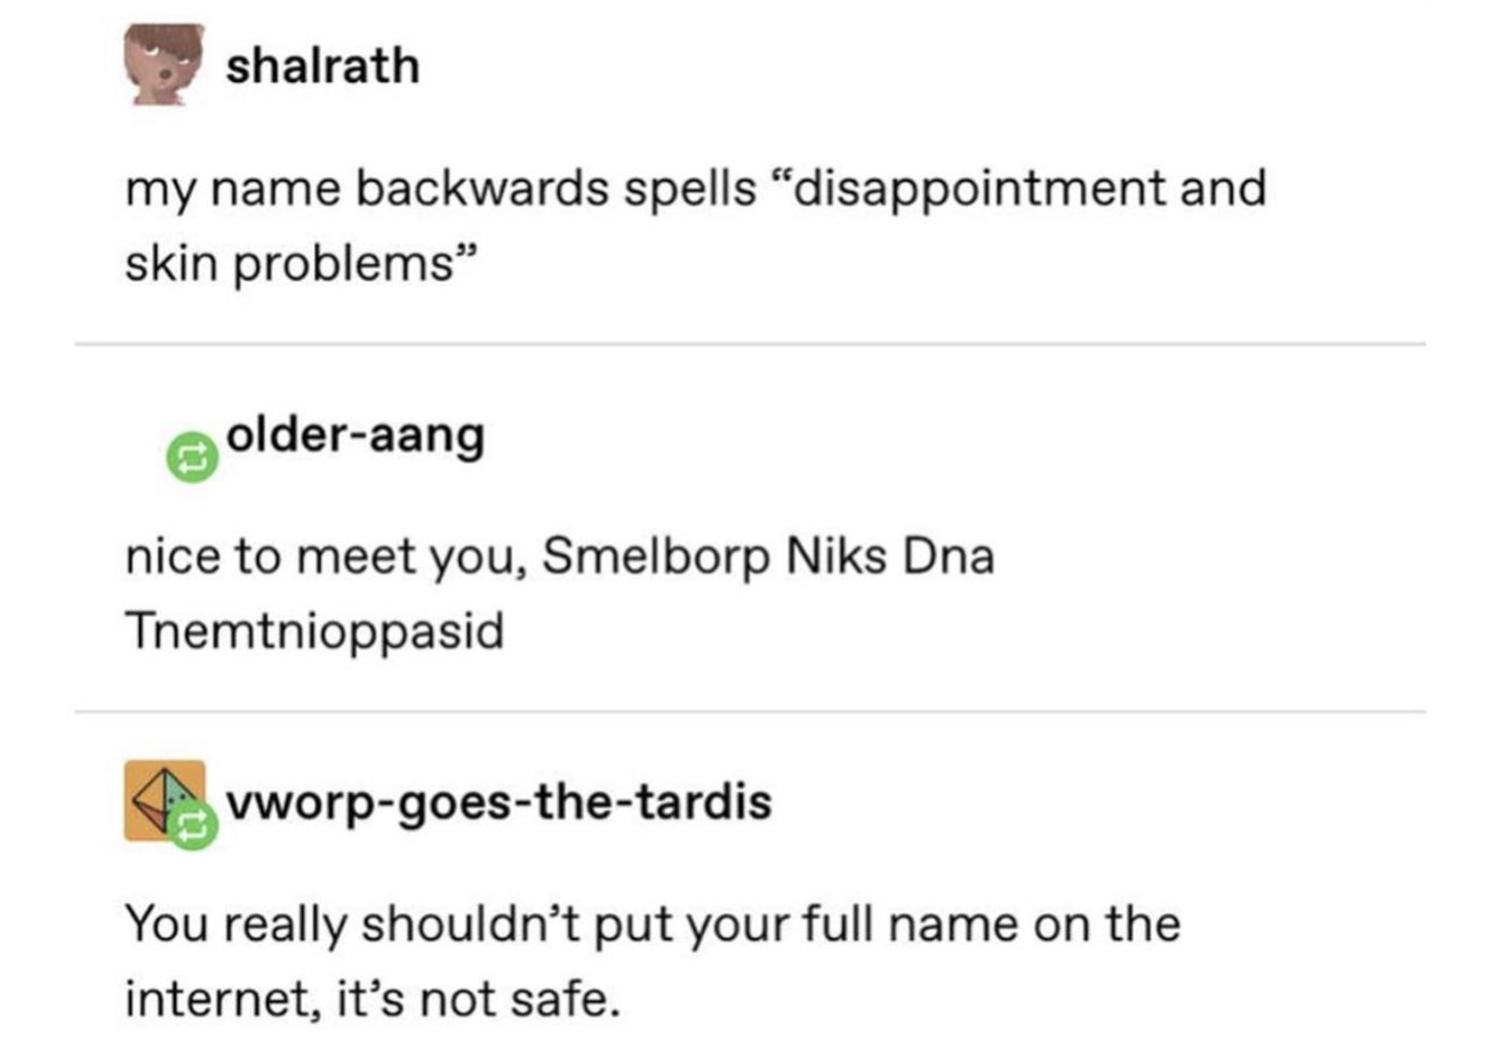 shalrath
my name backwards spells “disappointment and
skin problems”
older-aang
nice to meet you, Smelborp Niks Dna
Tnemtnioppasid
vworp-goes-the-tardis
You really shouldn’t put your full name on the
internet, it’s not safe.